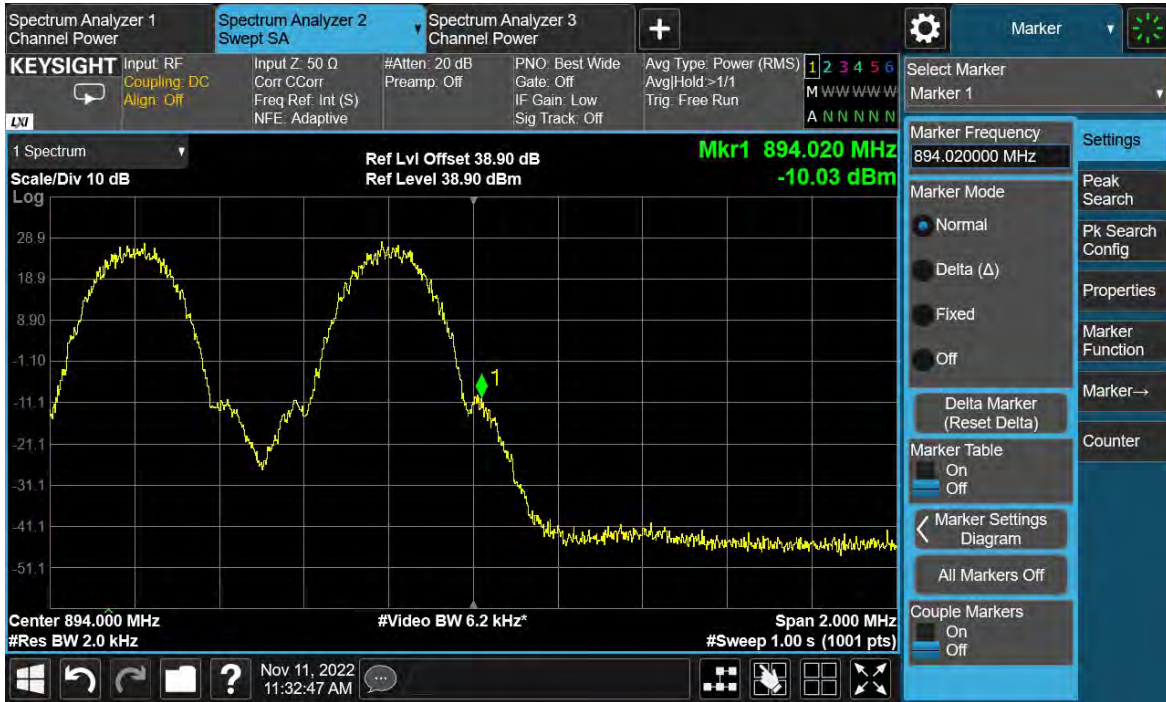 Spectrum Analyzer 1
Channel Power
Spectrum Analyzer 2
Swept SA
Spectrum Analyzer 3
Channel Power
Marker
KEYSIGHT
LXI
Input: RF
Coupling: DC
Align: Off
Input Z: 50 Ω
Corr CCorr
Freq Ref: Int (S)
NFE: Adaptive
#Atten: 20 dB
Preamp: Off
PNO: Best Wide
Gate: Off
IF Gain: Low
Sig Track: Off
Avg Type: Power (RMS)
Avg|Hold:>1/1
Trig: Free Run
1 2 3 4 5 6
M W W W W W
A N N N N N
1 Spectrum
Scale/Div 10 dB
Log
Ref Lvl Offset 38.90 dB
Ref Level 38.90 dBm
Mkr1 894.020 MHz
-10.03 dBm
28.9
18.9
8.90
-1.10
-11.1
-21.1
-31.1
-41.1
-51.1
1
Center 894.000 MHz
#Res BW 2.0 kHz
#Video BW 6.2 kHz*
Span 2.000 MHz
#Sweep 1.00 s (1001 pts)
Nov 11, 2022
11:32:47 AM
Select Marker
Marker 1
Marker Frequency
894.020000 MHz
Marker Mode
Normal
Delta (Δ)
Fixed
Off
Delta Marker
(Reset Delta)
Marker Table
On
Off
Marker Settings
Diagram
All Markers Off
Couple Markers
On
Off
Settings
Peak
Search
Pk Search
Config
Properties
Marker
Function
Marker→
Counter